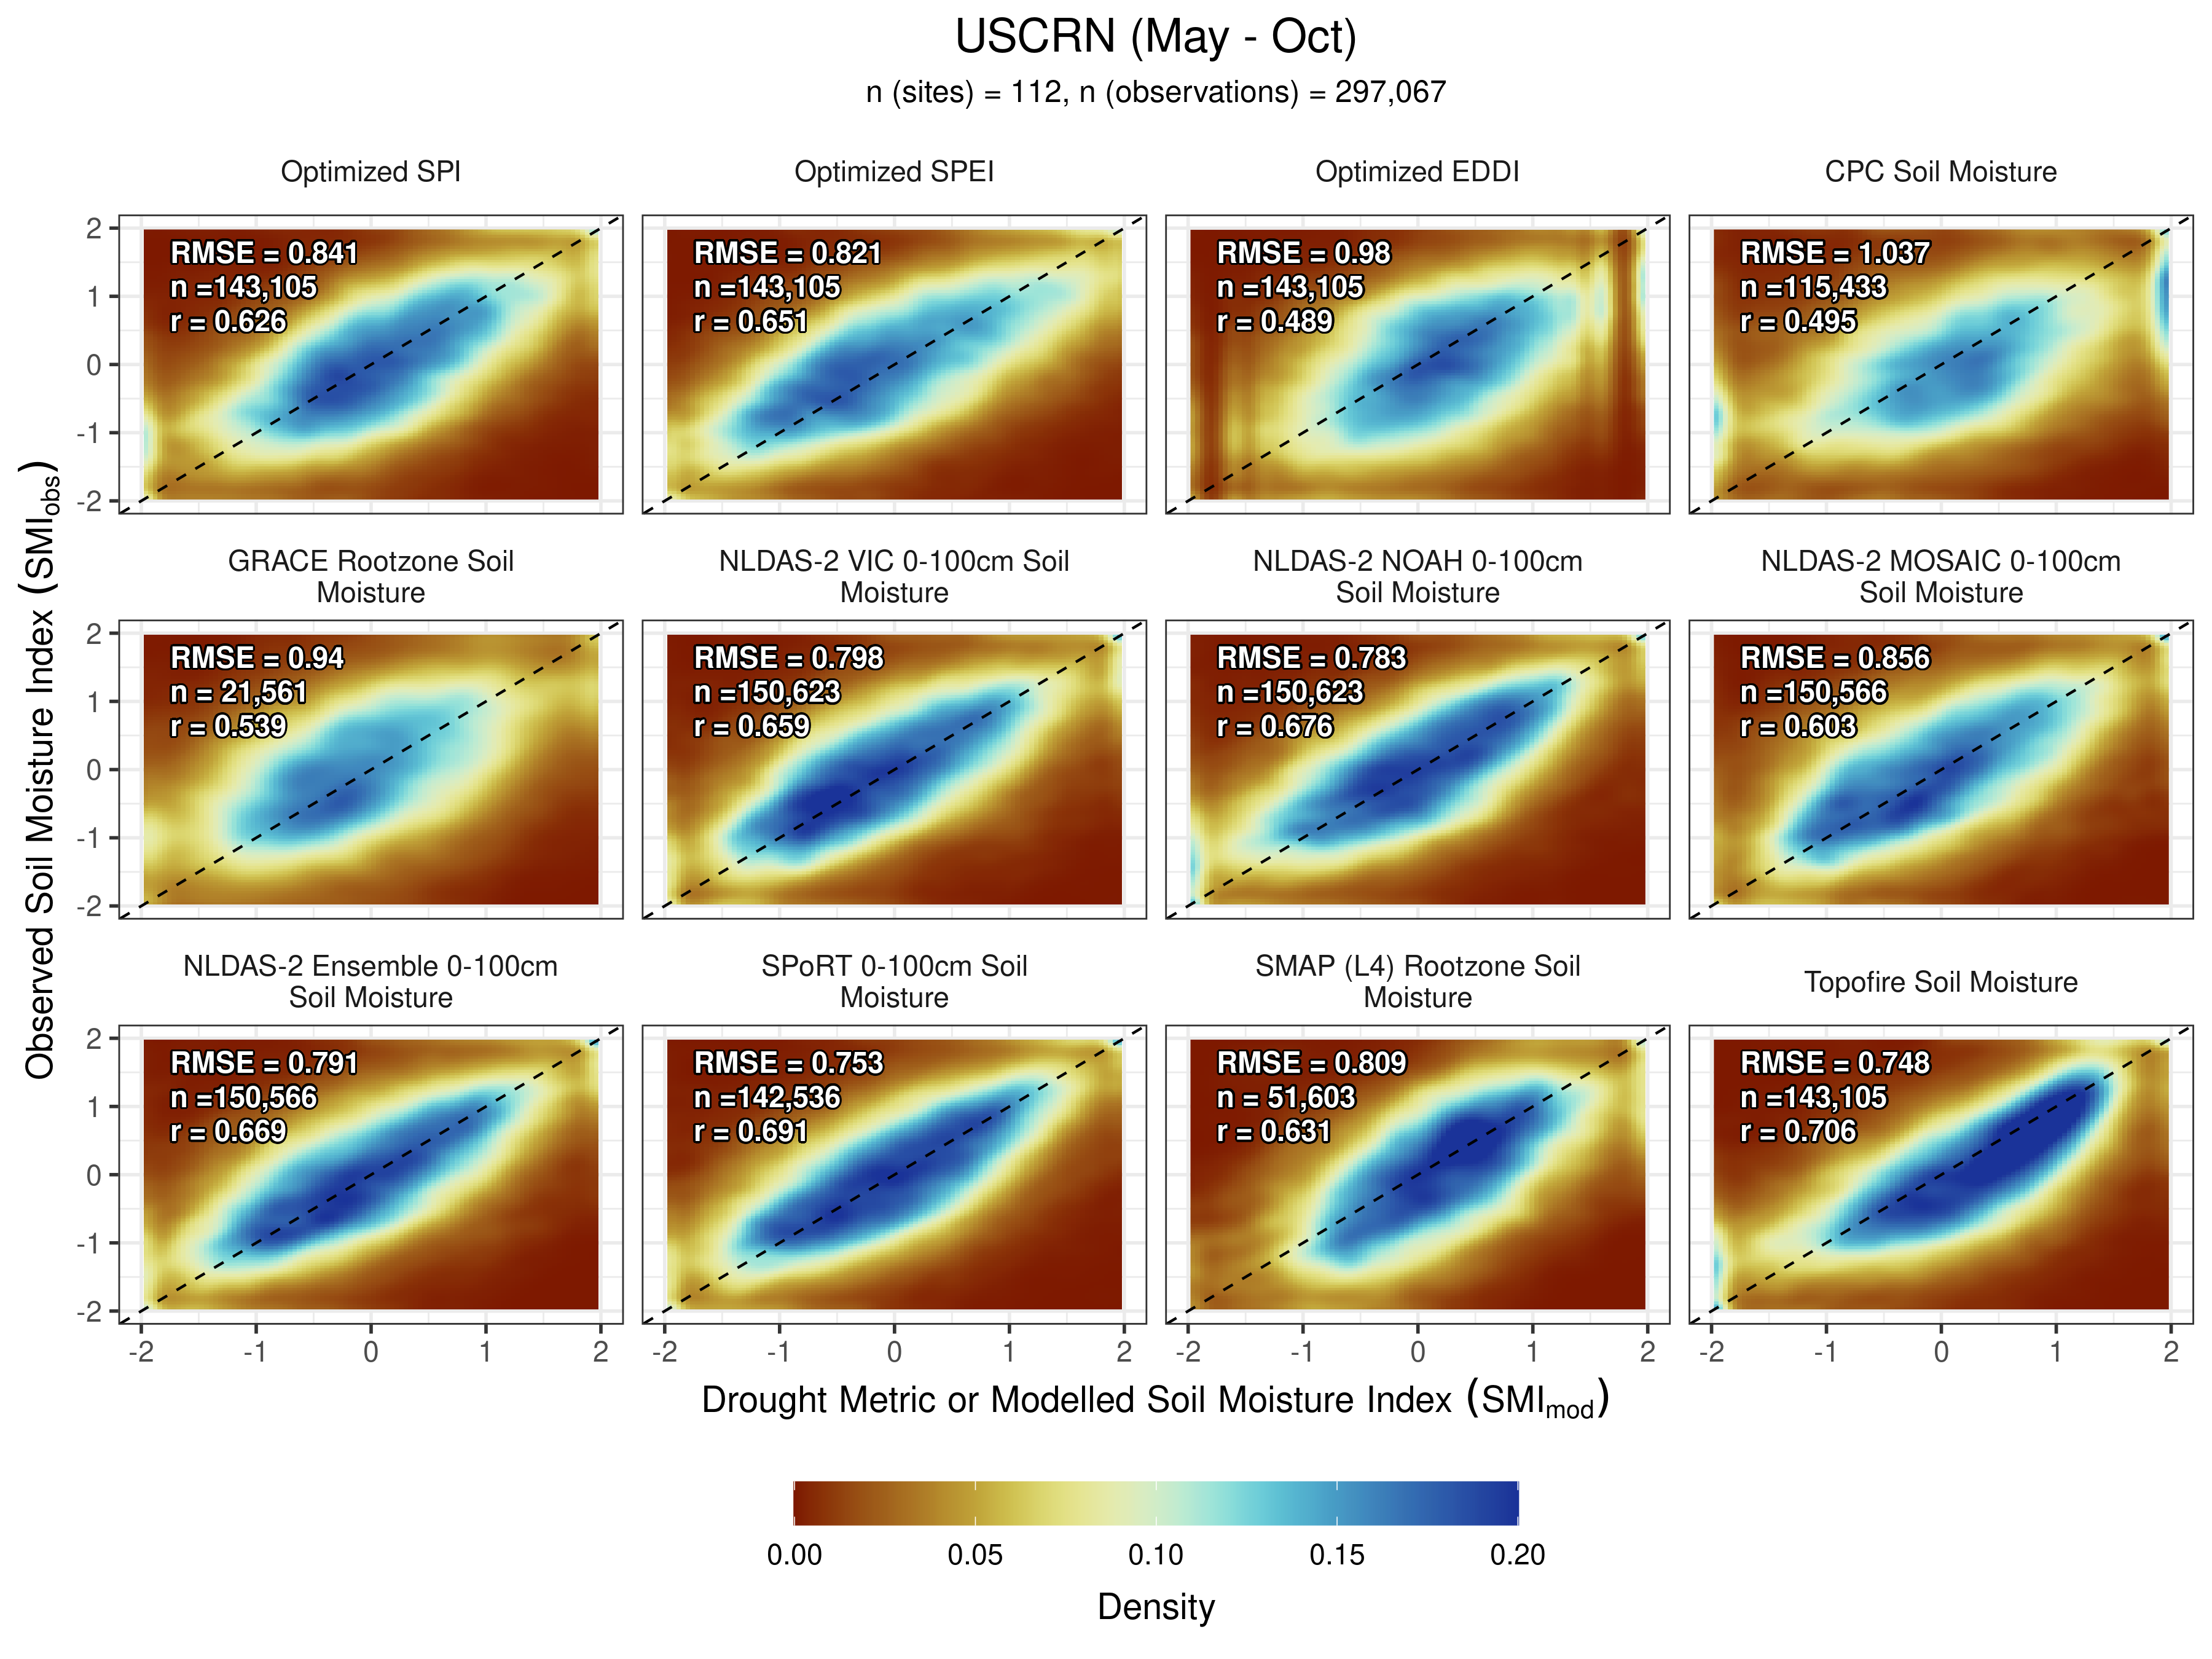 USCRN (May - Oct)
n (sites) = 112, n (observations) = 297,067
Optimized SPI
Optimized SPEI
Optimized EDDI
CPC Soil Moisture
RMSE = 0.841
n =143,105
r = 0.626
RMSE = 0.821
n =143,105
r = 0.651
RMSE = 0.98
n =143,105
r = 0.489
RMSE = 1.037
n =115,433
r = 0.495
2
1
0
-1
-2
GRACE Rootzone Soil
Moisture
NLDAS-2 VIC 0-100cm Soil
Moisture
NLDAS-2 NOAH 0-100cm
Soil Moisture
NLDAS-2 MOSAIC 0-100cm
Soil Moisture
RMSE = 0.94
n = 21,561
r = 0.539
RMSE = 0.798
n =150,623
r = 0.659
RMSE = 0.783
n =150,623
r = 0.676
RMSE = 0.856
n =150,566
r = 0.603
2
1
0
-1
-2
NLDAS-2 Ensemble 0-100cm
Soil Moisture
SPoRT 0-100cm Soil
Moisture
SMAP (L4) Rootzone Soil
Moisture
Topofire Soil Moisture
RMSE = 0.791
n =150,566
r = 0.669
RMSE = 0.753
n =142,536
r = 0.691
RMSE = 0.809
n = 51,603
r = 0.631
RMSE = 0.748
n =143,105
r = 0.706
2
1
0
-1
-2
-2 -1 0 1 2
-2 -1 0 1 2
-2 -1 0 1 2
-2 -1 0 1 2
Observed Soil Moisture Index (SMIobs)
Drought Metric or Modelled Soil Moisture Index (SMImod)
0.00 0.05 0.10 0.15 0.20
Density